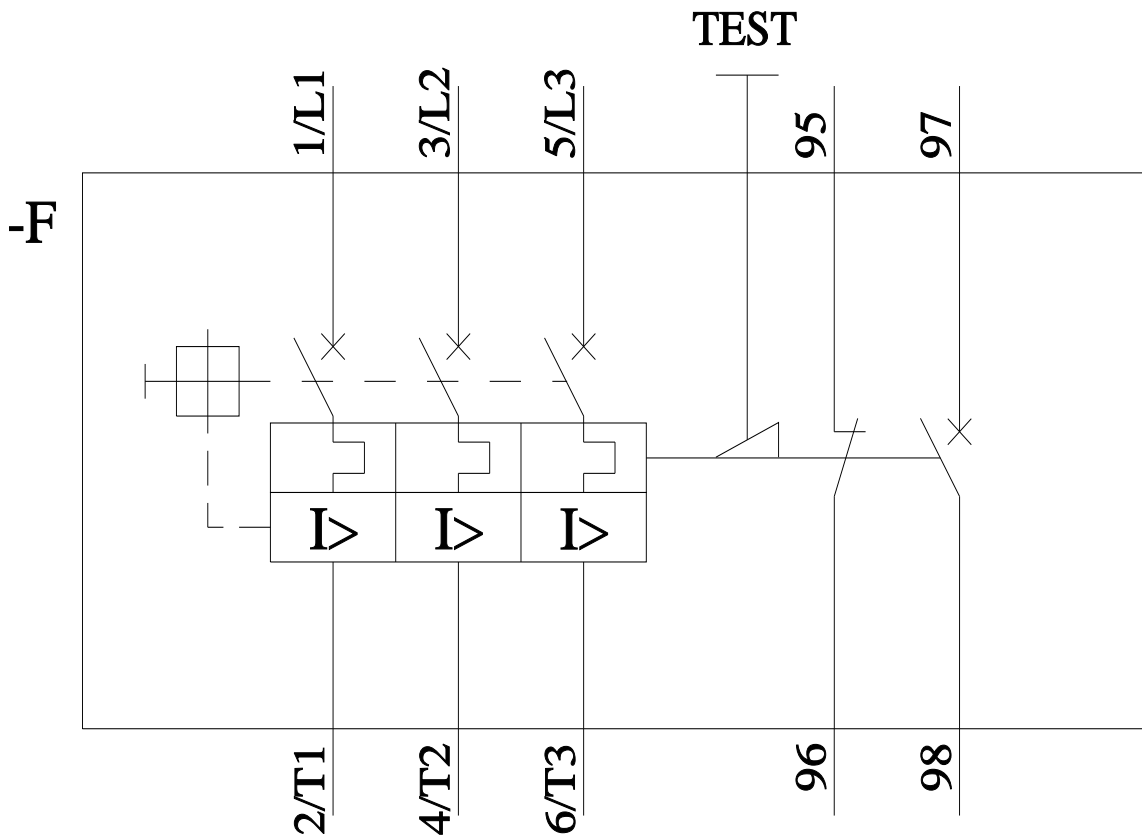 TEST
1/L1
3/L2
5/L3
95
97
-F
I>
I>
I>
2/T1
4/T2
6/T3
96
98